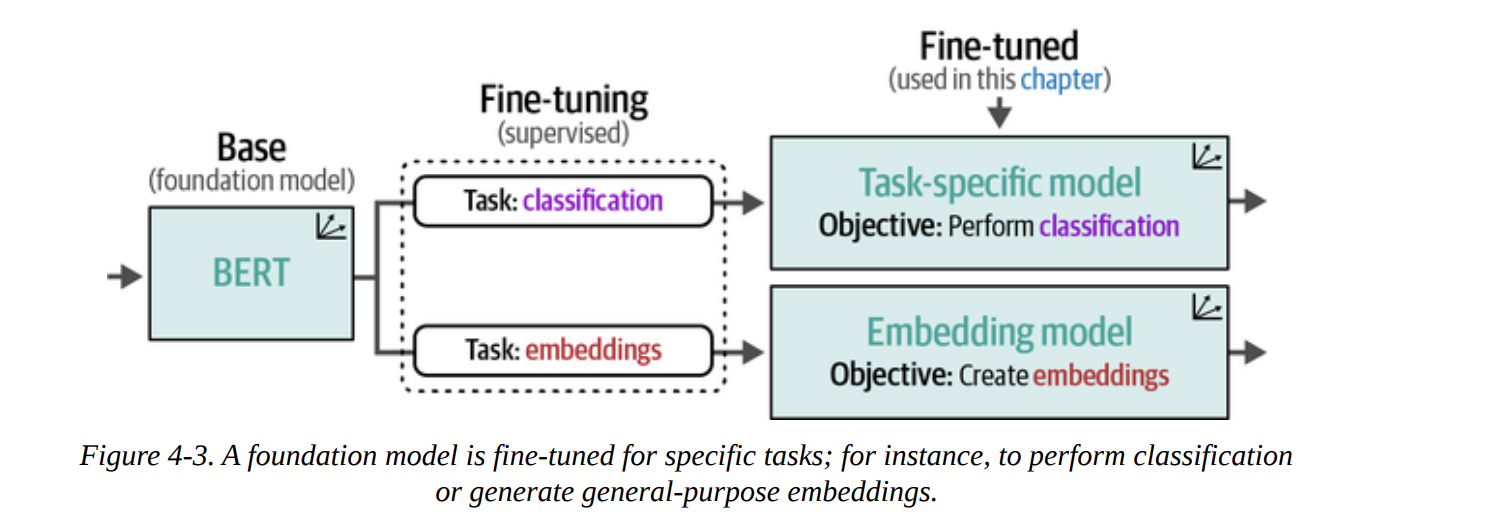 Base
(foundation model)
BERT
Fine-tuning
(supervised)
Task: classification
Task: embeddings
Fine-tuned
(used in this chapter)
Task-specific model
Objective: Perform classification
Embedding model
Objective: Create embeddings
Figure 4-3. A foundation model is fine-tuned for specific tasks; for instance, to perform classification
or generate general-purpose embeddings.